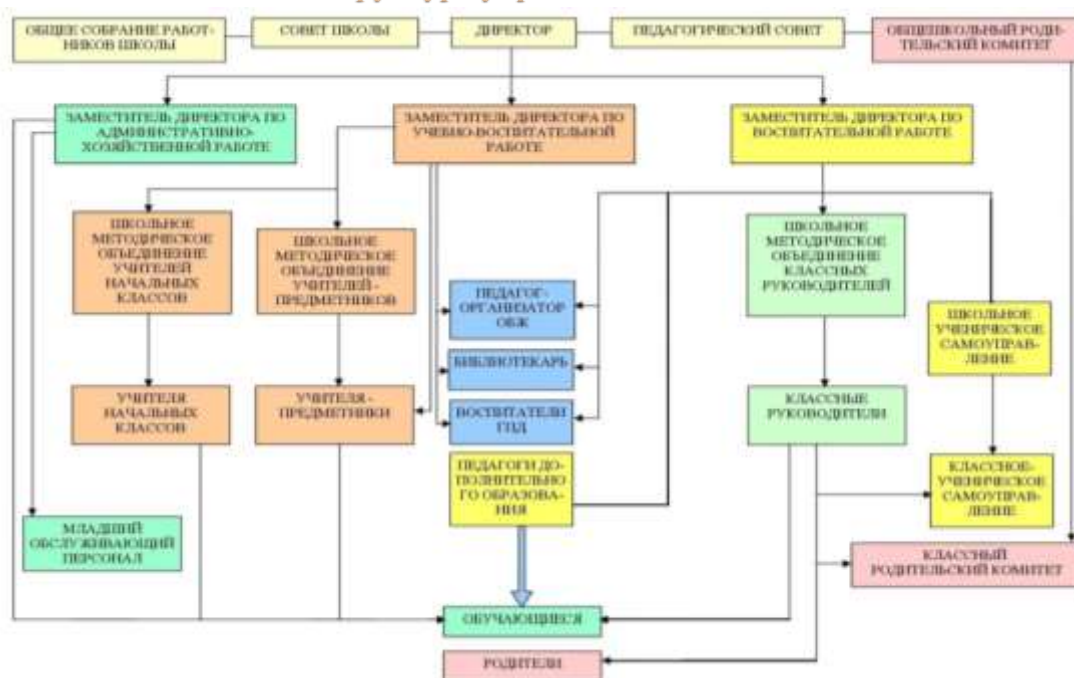 ОБЩЕЕ СОБРАНИЕ РАБОТ-
НИКОВ ШКОЛЫ
СОВЕТ ШКОЛЫ
ДИРЕКТОР
ПЕДАГОГИЧЕСКИЙ СОВЕТ
ОБЩЕШКОЛЬНЫЙ РОДИ-
ТЕЛЬСКИЙ КОМИТЕТ
ЗАМЕСТИТЕЛЬ ДИРЕКТОРА ПО
АДМИНИСТРАТИВНО-
ХОЗЯЙСТВЕННОЙ РАБОТЕ
ЗАМЕСТИТЕЛЬ ДИРЕКТОРА ПО
УЧЕБНО-ВОСПИТАТЕЛЬНОЙ
РАБОТЕ
ЗАМЕСТИТЕЛЬ ДИРЕКТОРА ПО
ВОСПИТАТЕЛЬНОЙ РАБОТЕ
ШКОЛЬНОЕ
МЕТОДИЧЕСКОЕ
ОБЪЕДИНЕНИЕ
УЧИТЕЛЕЙ
НАЧАЛЬНЫХ
КЛАССОВ
ШКОЛЬНОЕ
МЕТОДИЧЕСКОЕ
ОБЪЕДИНЕНИЕ
УЧИТЕЛЕЙ -
ПРЕДМЕТНИКОВ
ШКОЛЬНОЕ
МЕТОДИЧЕСКОЕ
ОБЪЕДИНЕНИЕ
КЛАССНЫХ
РУКОВОДИТЕЛЕЙ
ПЕДАГОГ-
ОРГАНИЗАТОР
ОБЖ
ШКОЛЬНОЕ
УЧЕНИЧЕСКОЕ
САМОУПРАВ-
ЛЕНИЕ
БИБЛИОТЕКАРЬ
УЧИТЕЛЯ
НАЧАЛЬНЫХ
КЛАССОВ
УЧИТЕЛЯ -
ПРЕДМЕТНИКИ
ВОСПИТАТЕЛИ
ГПД
КЛАССНЫЕ
РУКОВОДИТЕЛИ
ПЕДАГОГИ ДО-
ПОЛНИТЕЛЬНО
ГО ОБРАЗОВА-
НИЯ
КЛАССНОЕ-
УЧЕНИЧЕСКОЕ
САМОУПРАВ-
ЛЕНИЕ
МЛАДШИЙ
ОБСЛУЖИВАЮЩИЙ
ПЕРСОНАЛ
КЛАССНЫЙ
РОДИТЕЛЬСКИЙ КОМИТЕТ
ОБУЧАЮЩИЕСЯ
РОДИТЕЛИ